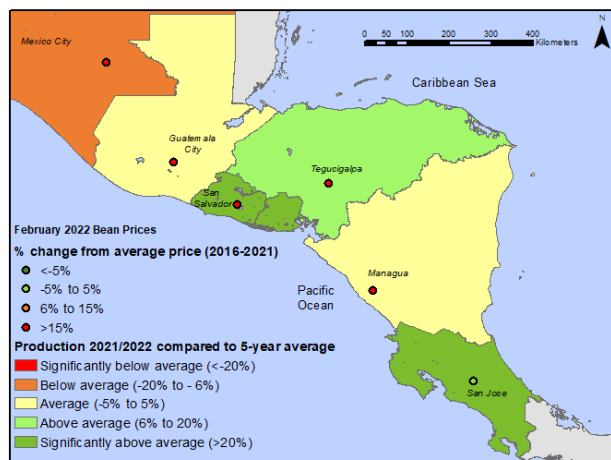 Mexico City
0 50 100 200 300 400
Kilometers
N
Caribbean Sea
Guatemala
City
Tegucigalpa
San
Salvador
February 2022 Bean Prices
% change from average price (2016-2021)
<-5%
-5% to 5%
6% to 15%
>15%
Managua
Pacific
Ocean
Production 2021/2022 compared to 5-year average
Significantly below average (<-20%)
Below average (-20% to - 6%)
Average (-5% to 5%)
Above average (6% to 20%)
Significantly above average (>20%)
San Jose